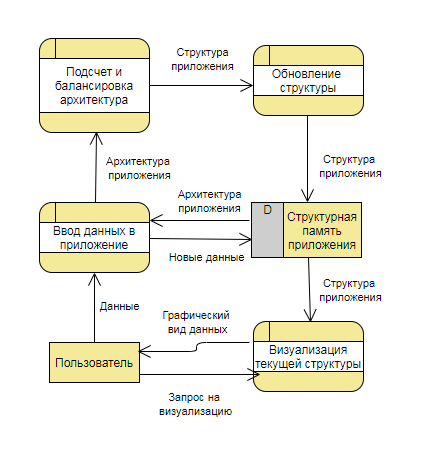 Структура
приложения
Подсчет и
балансировка
архитектура
Обновление
структуры
Архитектура
приложения
Структура
приложения
Архитектура
приложения
D
Структурная
память
приложения
Ввод данных в
приложение
Новые данные
Структура
приложения
Данные
Графический
вид данных
Пользователь
Визуализация
текущей структуры
Запрос на
визуализацию